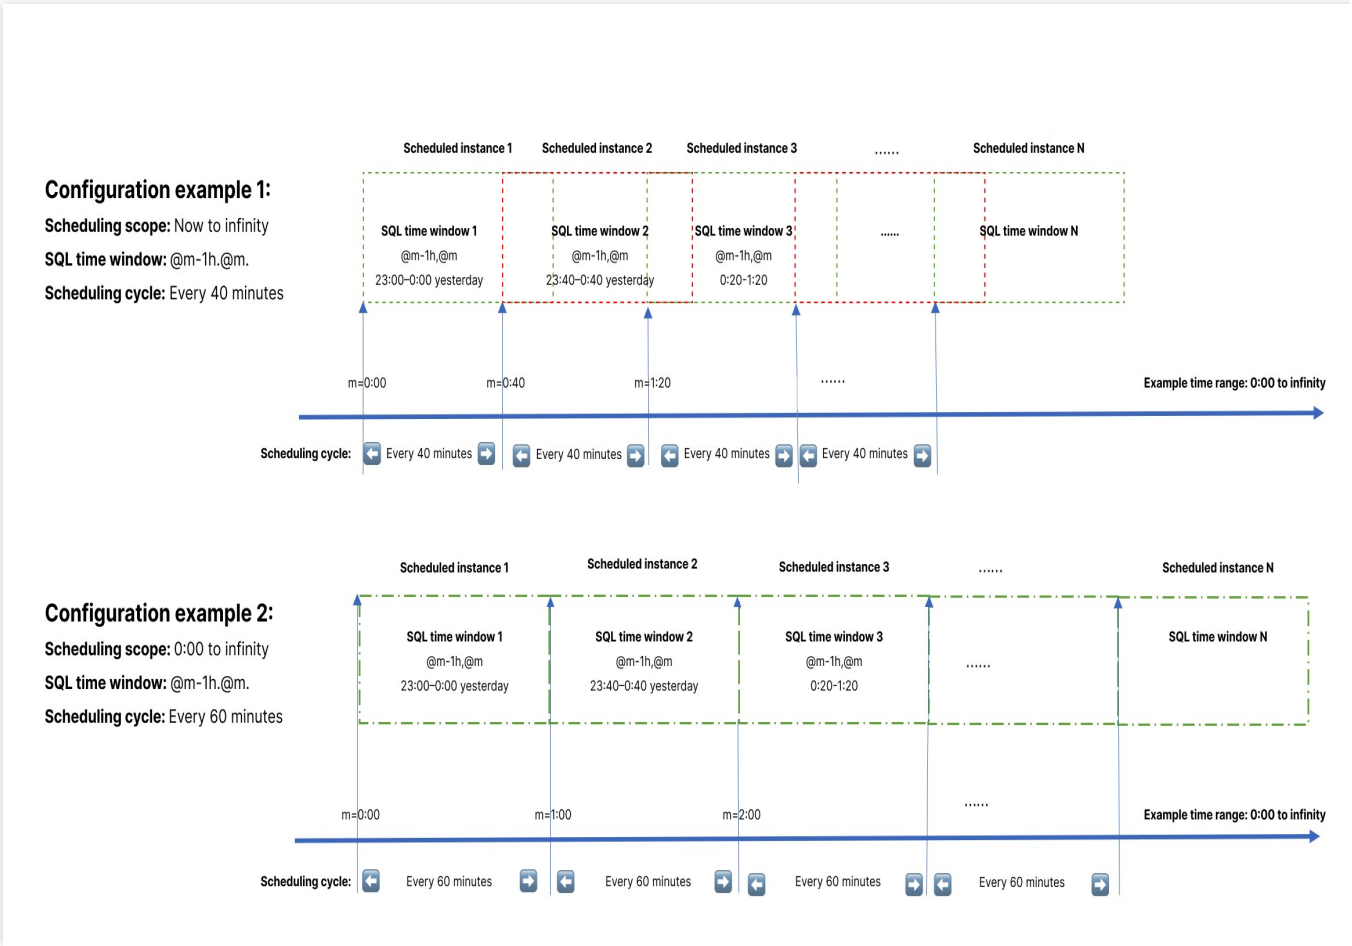 Scheduled instance 1
Scheduled instance 2
Scheduled instance 3
......
Scheduled instance N
Configuration example 1:
Scheduling scope: Now to infinity
SQL time window: @m-1h.@m.
Scheduling cycle: Every 40 minutes
SQL time window 1
@m-1h,@m
23:00–0:00 yesterday
SQL time window 2
@m-1h,@m
23:40–0:40 yesterday
SQL time window 3
@m-1h,@m
0:20-1:20
......
SQL time window N
m=0:00
m=0:40
m=1:20
......
Example time range: 0:00 to infinity
Scheduling cycle:
Every 40 minutes
Every 40 minutes
Every 40 minutes
Every 40 minutes
Scheduled instance 1
Scheduled instance 2
Scheduled instance 3
......
Scheduled instance N
Configuration example 2:
Scheduling scope: 0:00 to infinity
SQL time window: @m-1h.@m.
Scheduling cycle: Every 60 minutes
SQL time window 1
@m-1h,@m
23:00–0:00 yesterday
SQL time window 2
@m-1h,@m
23:40–0:40 yesterday
SQL time window 3
@m-1h,@m
0:20-1:20
......
SQL time window N
m=0:00
m=1:00
m=2:00
......
Example time range: 0:00 to infinity
Scheduling cycle:
Every 60 minutes
Every 60 minutes
Every 60 minutes
Every 60 minutes